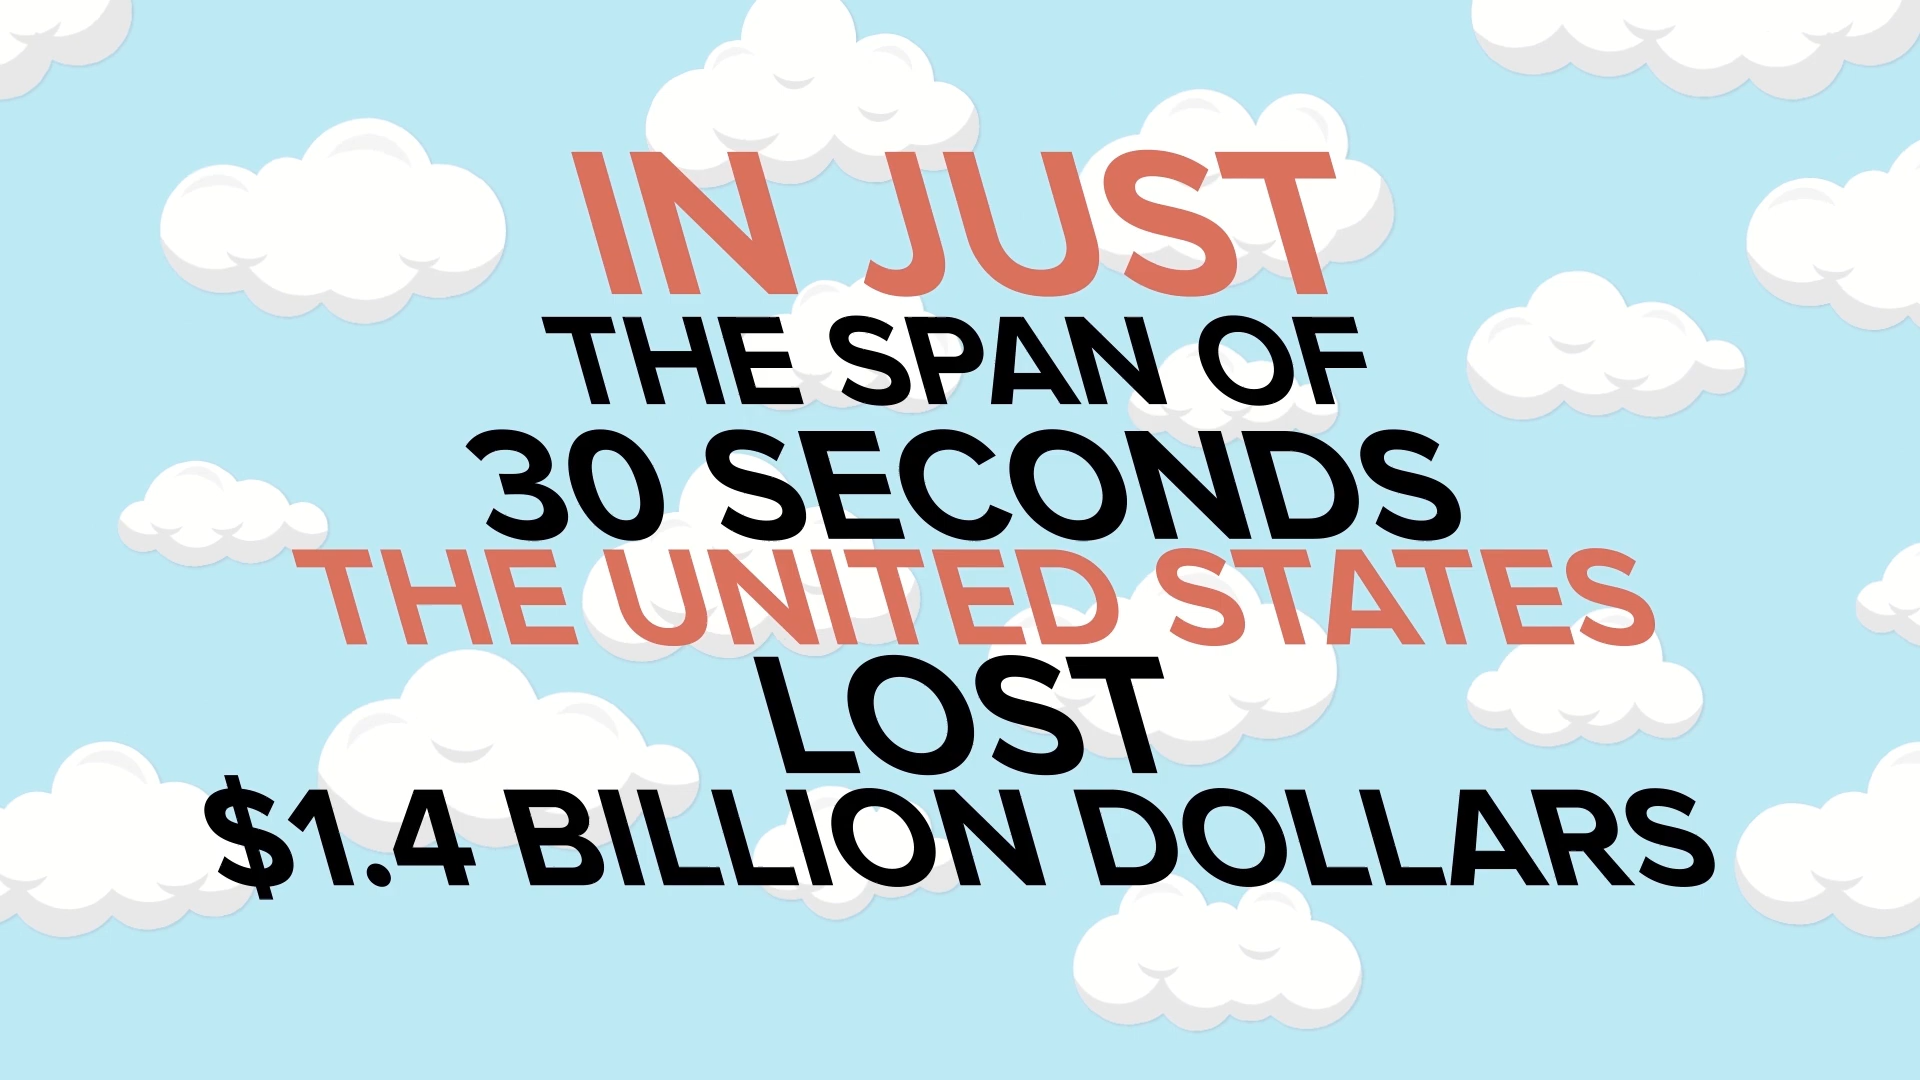 IN JUST
THE SPAN OF
30 SECONDS
THE UNITED STATES
LOST
$1.4 BILLION DOLLARS